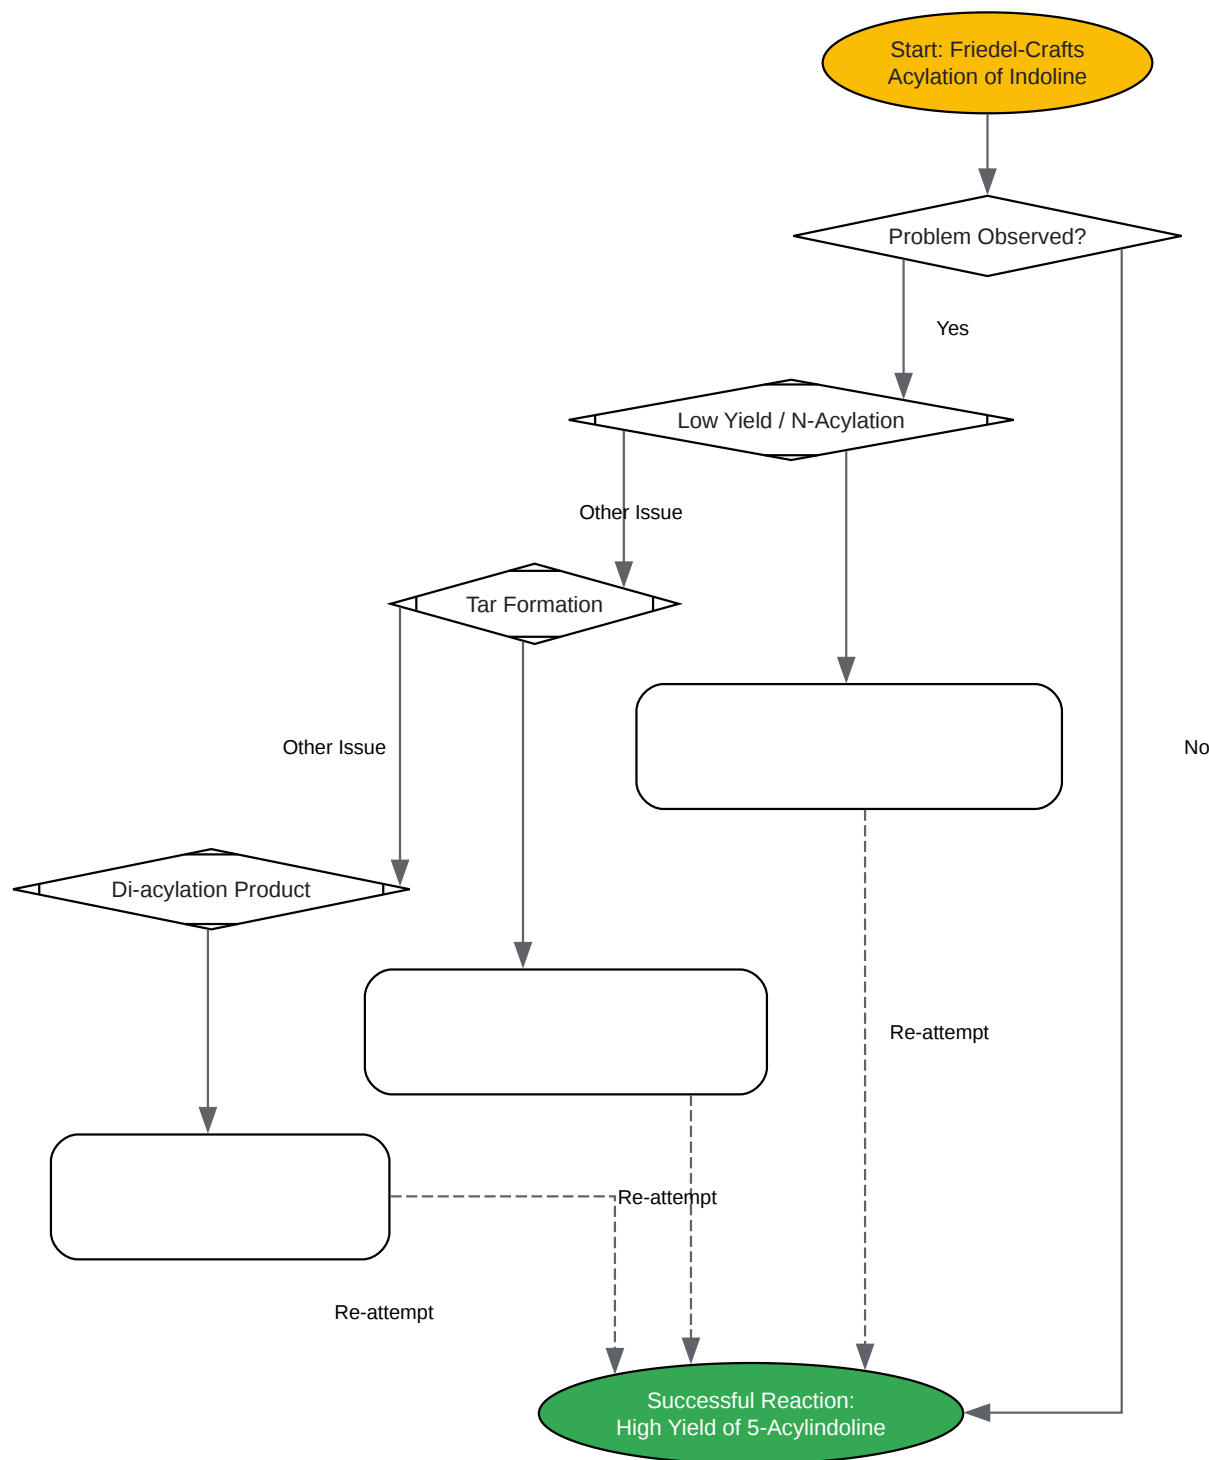 Start: Friedel-Crafts
Acylation of Indoline
Problem Observed?
Yes
Low Yield / N-Acylation
Other Issue
Tar Formation
Other Issue
No
Di-acylation Product
Re-attempt
Re-attempt
Re-attempt
Successful Reaction:
High Yield of 5-Acylindoline